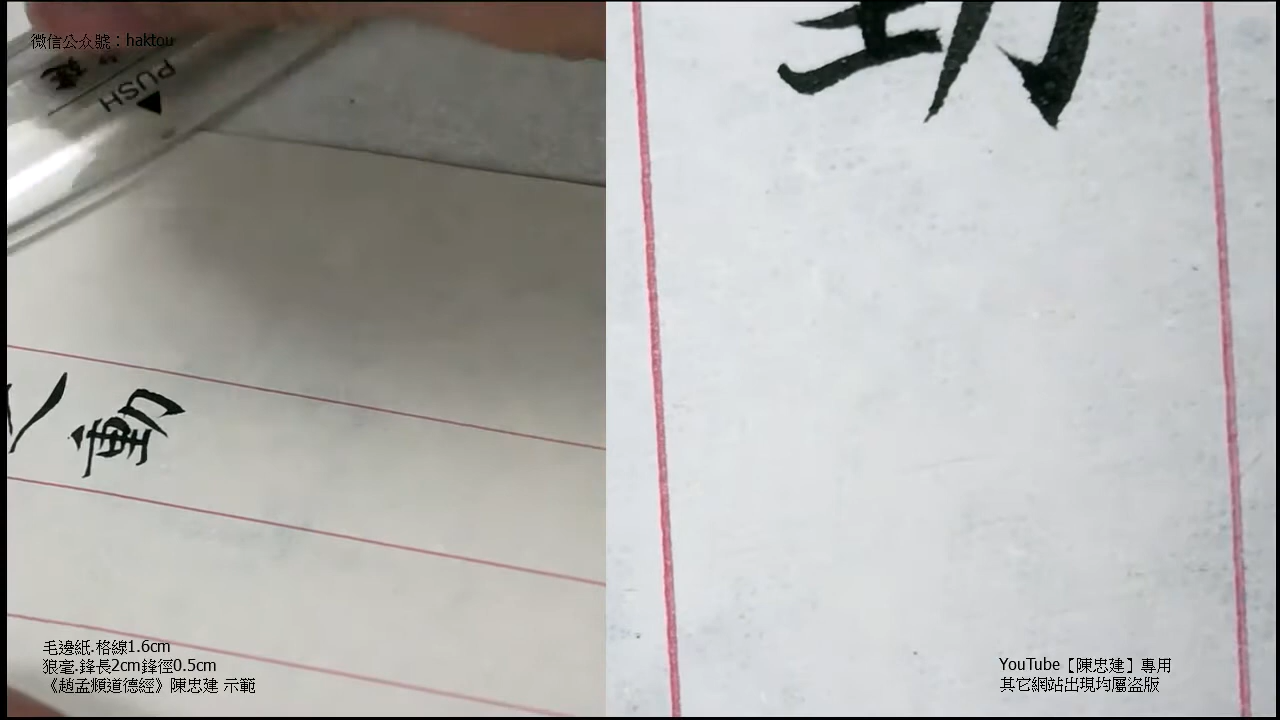 微信公众號：haktou
建
PUSH
動
毛邊紙.格線1.6cm
狼毫.鋒長2cm鋒徑0.5cm
《趙孟頫道德經》陳忠建 示範
YouTube［陳忠建］專用
其它網站出現均屬盜版